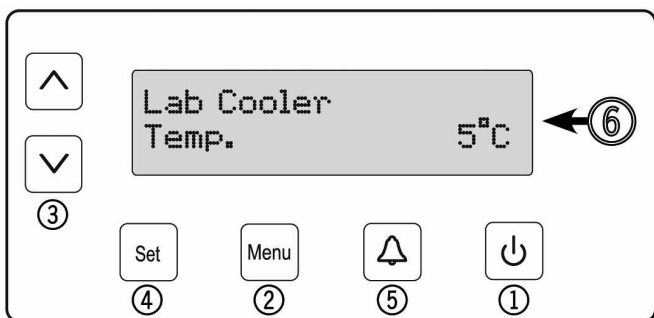 Lab Cooler
Temp. 5°C
⑥
③
Set Menu
④ ② ⑤ ①